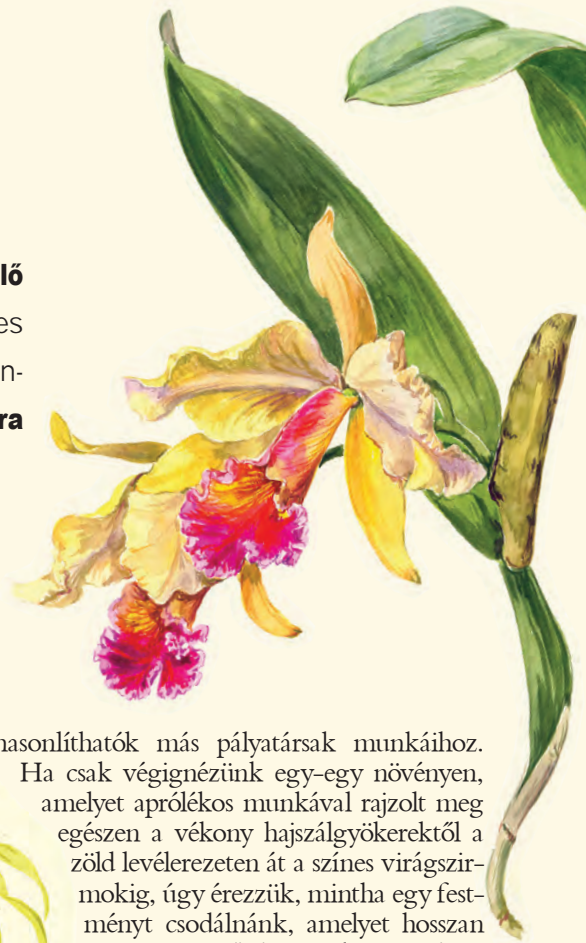 lő
es
n-
ra
hasonlíthatók más pályatársak munkáihoz.
Ha csak végignézünk egy-egy növényen,
amelyet aprólékos munkával rajzolt meg
egészen a vékony hajszálgyökerektől a
zöld levélerezeten át a színes virágszir-
mokig, úgy érezzük, mintha egy fest-
ményt csodálnánk, amelyet hosszan